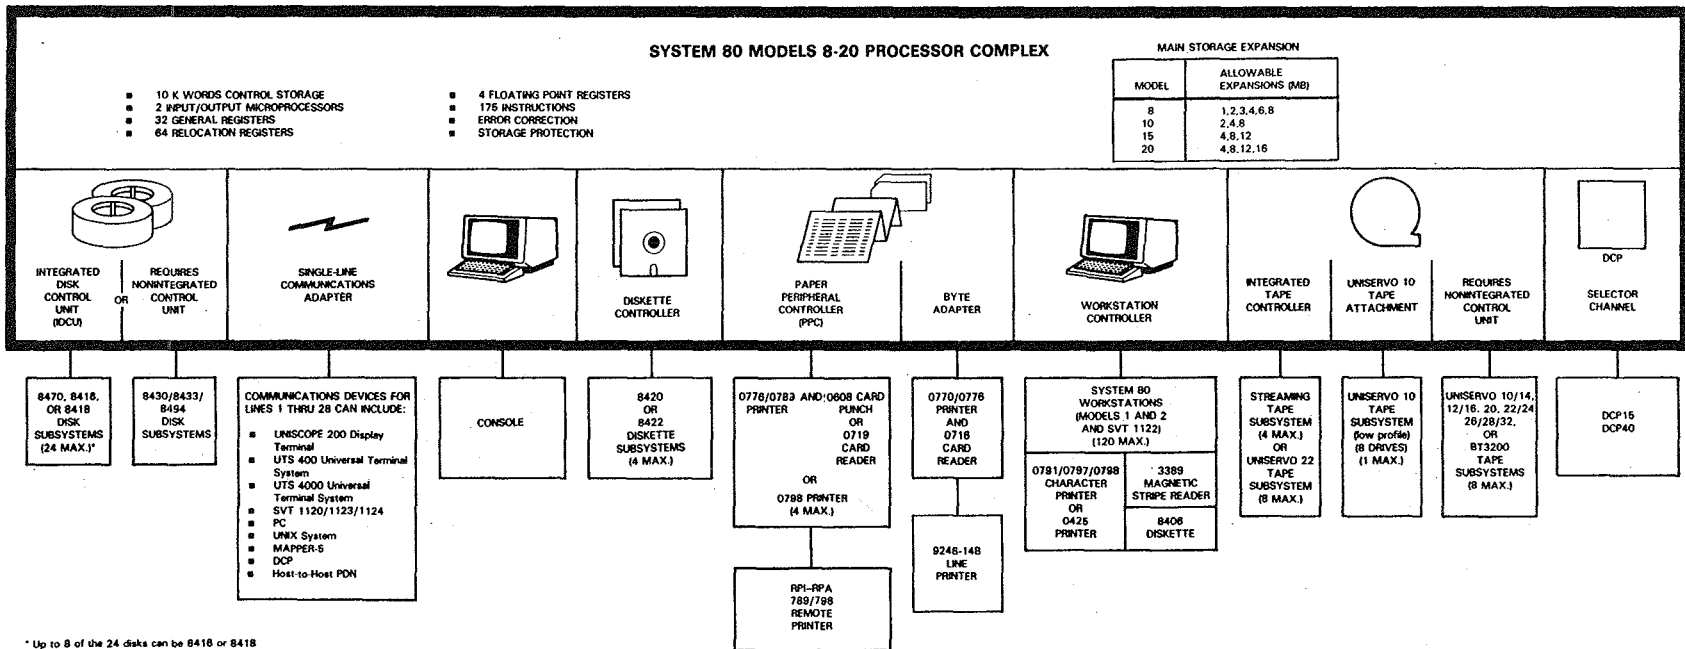 SYSTEM 80 MODELS 8-20 PROCESSOR COMPLEX
■ 10 K WORDS CONTROL STORAGE
■ 2 INPUT/OUTPUT MICROPROCESSORS
■ 32 GENERAL REGISTERS
■ 64 RELOCATION REGISTERS
■ 4 FLOATING POINT REGISTERS
■ 175 INSTRUCTIONS
■ ERROR CORRECTION
■ STORAGE PROTECTION
MAIN STORAGE EXPANSION
MODEL
ALLOWABLE
EXPANSIONS (MB)
8 1,2,3,4,6,8
10 2,4,8
15 4,8,12
20 4,8,12,16
INTEGRATED
DISK
CONTROL
UNIT
(IDCU)
OR
REQUIRES
NONINTEGRATED
CONTROL
UNIT
SINGLE-LINE
COMMUNICATIONS
ADAPTER
DISKETTE
CONTROLLER
PAPER
PERIPHERAL
CONTROLLER
(PPC)
BYTE
ADAPTER
WORKSTATION
CONTROLLER
INTEGRATED
TAPE
CONTROLLER
UNISERVO 10
TAPE
ATTACHMENT
REQUIRES
NONINTEGRATED
CONTROL
UNIT
DCP
SELECTOR
CHANNEL
8470, 8416,
OR 8418
DISK
SUBSYSTEMS
(24 MAX.)*
8430/8433/
8494
DISK
SUBSYSTEMS
COMMUNICATIONS DEVICES FOR
LINES 1 THRU 28 CAN INCLUDE:
■ UNISCOPE 200 Display
Terminal
■ UTS 400 Universal Terminal
System
■ UTS 4000 Universal
Terminal System
■ SVT 1120/1123/1124
■ PC
■ UNIX System
■ MAPPER-5
■ DCP
■ Host-to-Host PDN
CONSOLE
8420
OR
8422
DISKETTE
SUBSYSTEMS
(4 MAX.)
0776/0789 AND
PRINTER
0608 CARD
PUNCH
OR
0719
CARD
READER
OR
0798 PRINTER
(4 MAX.)
RPI-RPA
789/798
REMOTE
PRINTER
0770/0776
PRINTER
AND
0716
CARD
READER
9246-14B
LINE
PRINTER
SYSTEM 80
WORKSTATIONS
(MODELS 1 AND 2
AND SVT 1122)
(120 MAX.)
0791/0797/0798
CHARACTER
PRINTER
OR
0425
PRINTER
3389
MAGNETIC
STRIPE READER
8406
DISKETTE
STREAMING
TAPE
SUBSYSTEM
(4 MAX.)
OR
UNISERVO 22
TAPE
SUBSYSTEM
(8 MAX.)
UNISERVO 10
TAPE
SUBSYSTEM
(low profile)
(8 DRIVES)
(1 MAX.)
UNISERVO 10/14,
12/16, 20, 22/24
26/28/32,
OR
BT3200
TAPE
SUBSYSTEMS
(8 MAX.)
DCP15
DCP40
* Up to 8 of the 24 disks can be 8416 or 8418